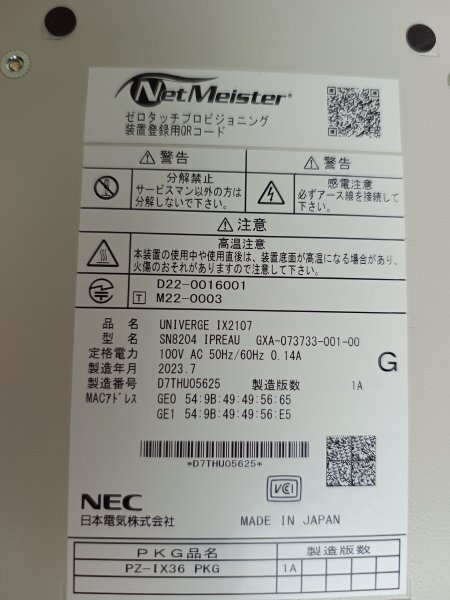 NetMeister®
ゼロタッチプロビジョニング
装置登録用QRコード
⚠警告
⚠警告
分解禁止
サービスマン以外の方は
分解しないで下さい。
感電注意
必ずアース線を接続して
下さい。
⚠注意
高温注意
本装置の使用中や使用直後は、装置底面が高温になる場合があり、
火傷のおそれがありますので注意して下さい。
D22-0016001
T M22-0003
品名 UNIVERGE IX2107
型名 SN8204 IPREAU GXA-073733-001-00
定格電力 100V AC 50Hz/60Hz 0.14A
製造年月 2023.7
製造番号 D7THU05625 製造版数 1A
MACアドレス GE0 54:9B:49:49:56:65
GE1 54:9B:49:49:56:E5
G
*D7THU05625*
NEC
日本電気株式会社
VCI
MADE IN JAPAN
PKG品名 製造版数
PZ-IX36 PKG 1A